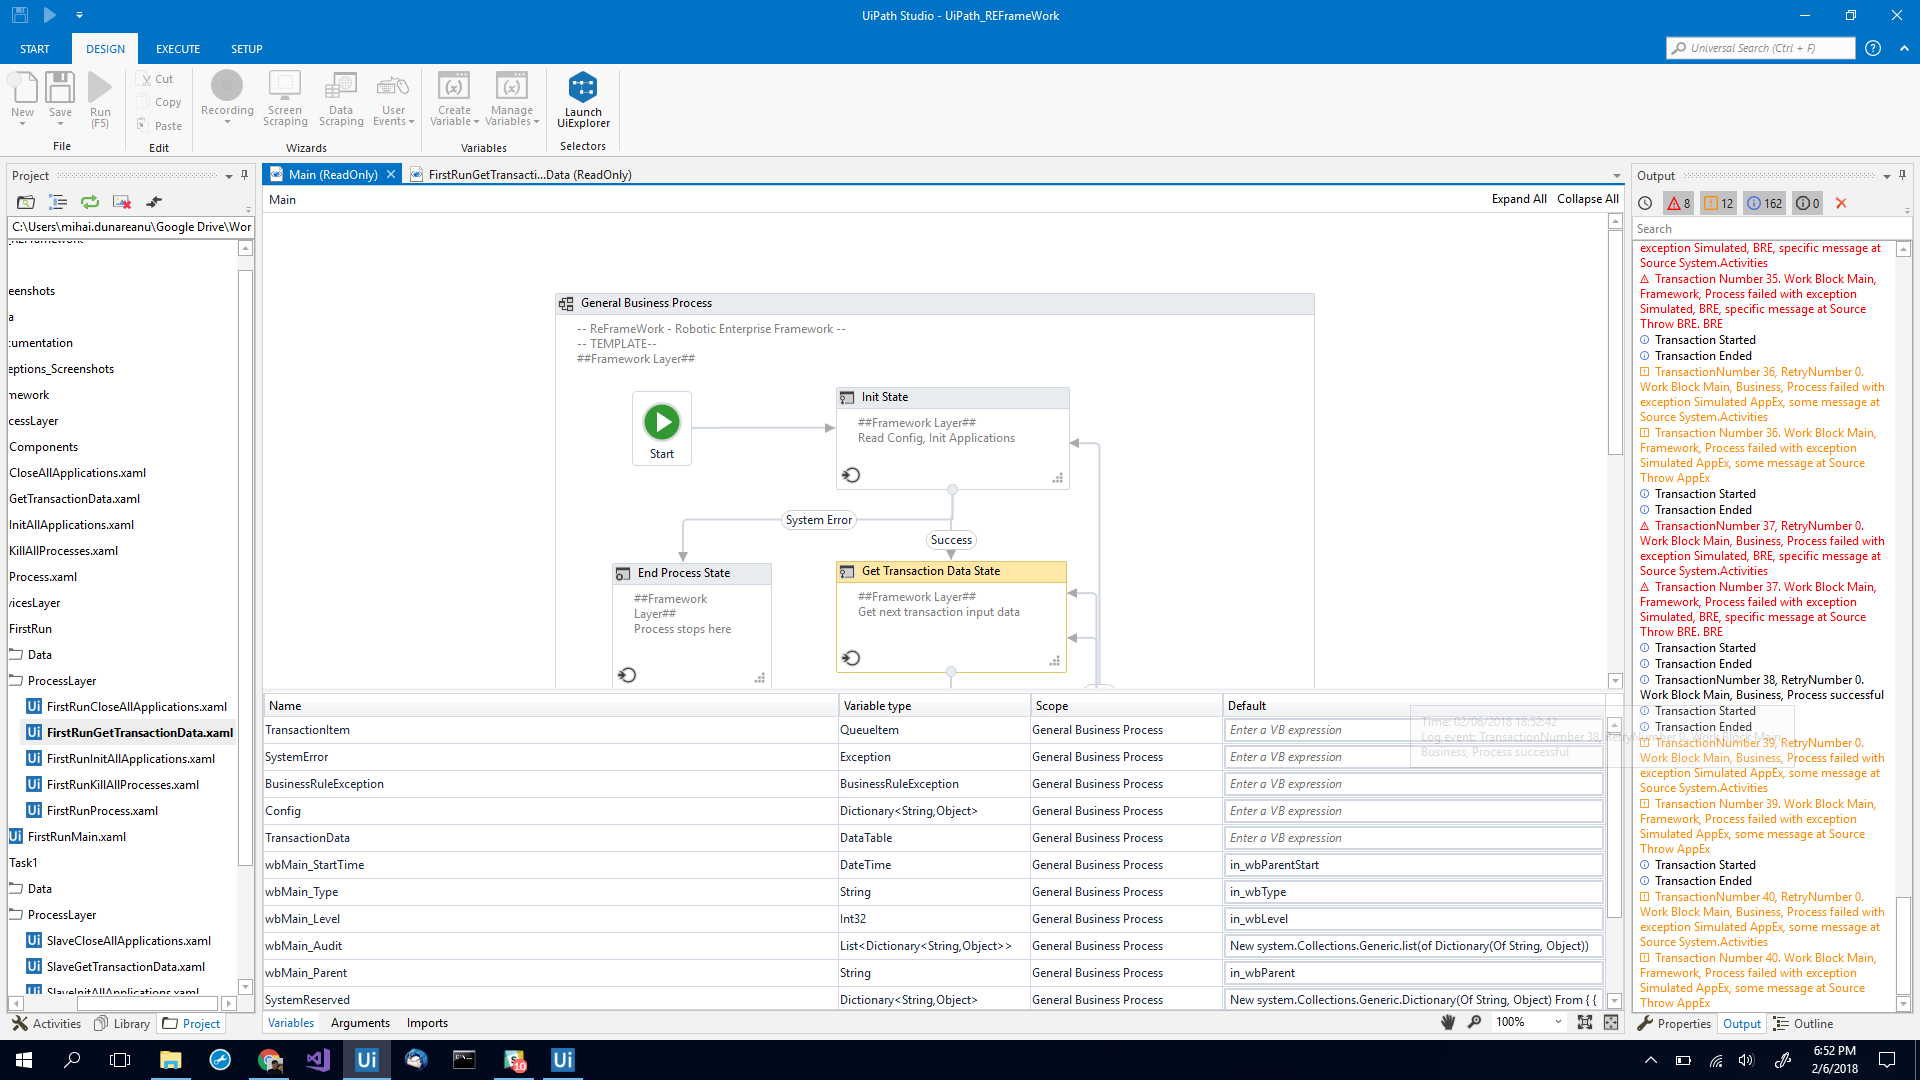 UiPath Studio - UiPath_REFrameWork
START
DESIGN
EXECUTE
SETUP
Universal Search (Ctrl + F)
New
Save
Run
(F5)
Cut
Copy
Paste
Recording
Screen
Scraping
Data
Scraping
User
Events
Create
Variable
Manage
Variables
Launch
UiExplorer
File
Edit
Wizards
Variables
Selectors
Project
C:\Users\mihai.dunareanu\Google Drive\Wor
eenshots
a
cumentation
eptions_Screenshots
mework
cessLayer
Components
CloseAllApplications.xaml
GetTransactionData.xaml
InitAllApplications.xaml
KillAllProcesses.xaml
Process.xaml
vicesLayer
FirstRun
Data
ProcessLayer
FirstRunCloseAllApplications.xaml
FirstRunGetTransactionData.xaml
FirstRunInitAllApplications.xaml
FirstRunKillAllProcesses.xaml
FirstRunProcess.xaml
FirstRunMain.xaml
Task1
Data
ProcessLayer
SlaveCloseAllApplications.xaml
SlaveGetTransactionData.xaml
SlaveInitAllApplications.xaml
Activities
Library
Project
Main (ReadOnly)
FirstRunGetTransacti...Data (ReadOnly)
Main
Expand All
Collapse All
General Business Process
-- ReFrameWork - Robotic Enterprise Framework --
-- TEMPLATE--
##Framework Layer##
Start
Init State
##Framework Layer##
Read Config, Init Applications
System Error
Success
End Process State
##Framework
Layer##
Process stops here
Get Transaction Data State
##Framework Layer##
Get next transaction input data
Name Variable type Scope Default
TransactionItem QueueItem General Business Process Enter a VB expression
SystemError Exception General Business Process Enter a VB expression
BusinessRuleException BusinessRuleException General Business Process Enter a VB expression
Config Dictionary<String,Object> General Business Process Enter a VB expression
TransactionData DataTable General Business Process Enter a VB expression
wbMain_StartTime DateTime General Business Process in_wbParentStart
wbMain_Type String General Business Process in_wbType
wbMain_Level Int32 General Business Process in_wbLevel
wbMain_Audit List<Dictionary<String,Object>> General Business Process New system.Collections.Generic.list(of Dictionary(Of String, Object))
wbMain_Parent String General Business Process in_wbParent
SystemReserved Dictionary<String,Object> General Business Process New system.Collections.Generic.Dictionary(Of String, Object) From { {
Variables
Arguments
Imports
100%
Time: 02/06/2018 18:52:42
Log event: TransactionNumber 38, RetryNumber 0. Work Block Main,
Business, Process successful
Output
8
12
162
0
Search
exception Simulated, BRE, specific message at
Source System.Activities
Transaction Number 35. Work Block Main,
Framework, Process failed with exception
Simulated, BRE, specific message at Source
Throw BRE. BRE
Transaction Started
Transaction Ended
TransactionNumber 36, RetryNumber 0.
Work Block Main, Business, Process failed with
exception Simulated AppEx, some message at
Source System.Activities
Transaction Number 36. Work Block Main,
Framework, Process failed with exception
Simulated AppEx, some message at Source
Throw AppEx
Transaction Started
Transaction Ended
TransactionNumber 37, RetryNumber 0.
Work Block Main, Business, Process failed with
exception Simulated, BRE, specific message at
Source System.Activities
Transaction Number 37. Work Block Main,
Framework, Process failed with exception
Simulated, BRE, specific message at Source
Throw BRE. BRE
Transaction Started
Transaction Ended
TransactionNumber 38, RetryNumber 0.
Work Block Main, Business, Process successful
Transaction Started
Transaction Ended
TransactionNumber 39, RetryNumber 0.
Work Block Main, Business, Process failed with
exception Simulated AppEx, some message at
Source System.Activities
Transaction Number 39. Work Block Main,
Framework, Process failed with exception
Simulated AppEx, some message at Source
Throw AppEx
Transaction Started
Transaction Ended
TransactionNumber 40, RetryNumber 0.
Work Block Main, Business, Process failed with
exception Simulated AppEx, some message at
Source System.Activities
Transaction Number 40. Work Block Main,
Framework, Process failed with exception
Simulated AppEx, some message at Source
Throw AppEx
Properties
Output
Outline
Ui
10
Ui
6:52 PM
2/6/2018